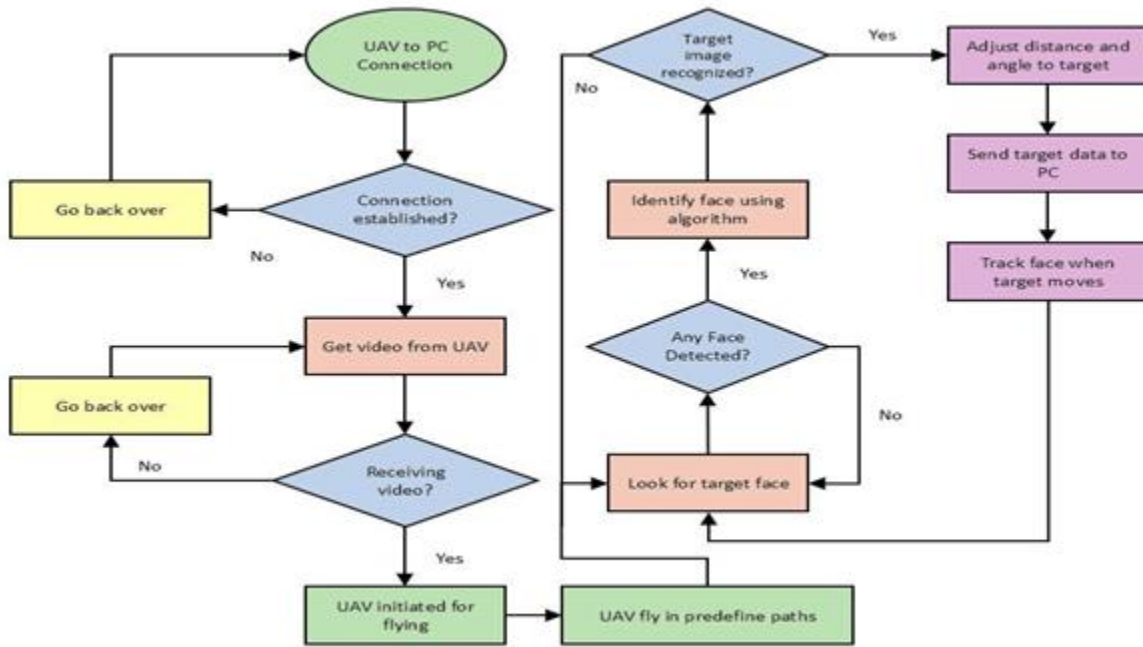 UAV to PC
Connection
Go back over
Connection
established?
No
Yes
Get video from UAV
Go back over
No
Receiving
video?
Yes
UAV initiated for
flying
UAV fly in predefine paths
Look for target face
Any Face
Detected?
No
Yes
Identify face using
algorithm
Target
image
recognized?
No
Yes
Adjust distance and
angle to target
Send target data to
PC
Track face when
target moves